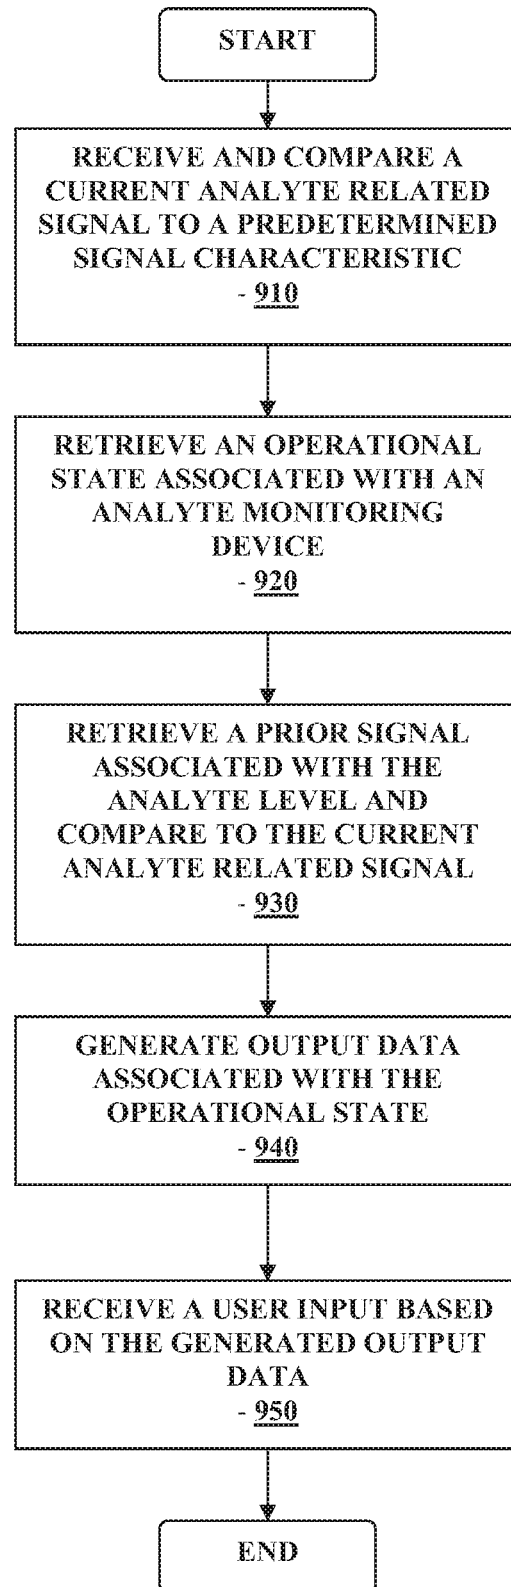 START
RECEIVE AND COMPARE A
CURRENT ANALYTE RELATED
SIGNAL TO A PREDETERMINED
SIGNAL CHARACTERISTIC
- 910
RETRIEVE AN OPERATIONAL
STATE ASSOCIATED WITH AN
ANALYTE MONITORING
DEVICE
- 920
RETRIEVE A PRIOR SIGNAL
ASSOCIATED WITH THE
ANALYTE LEVEL AND
COMPARE TO THE CURRENT
ANALYTE RELATED SIGNAL
- 930
GENERATE OUTPUT DATA
ASSOCIATED WITH THE
OPERATIONAL STATE
- 940
RECEIVE A USER INPUT BASED
ON THE GENERATED OUTPUT
DATA
- 950
END